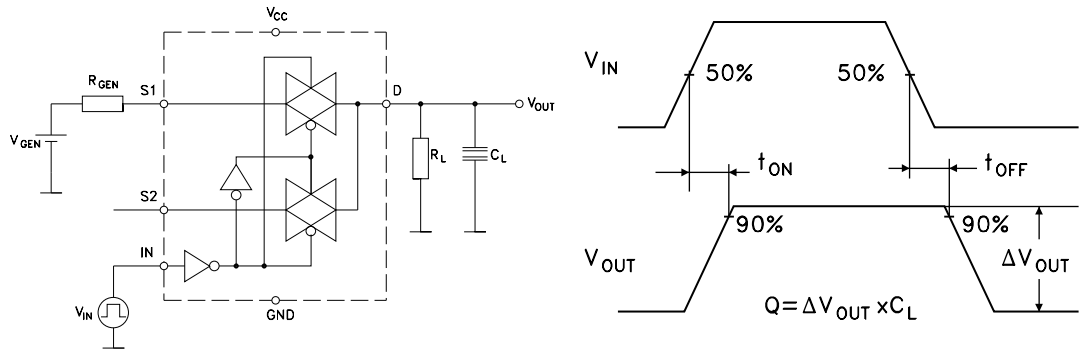 VCC
RGEN
S1
D
VOUT
VGEN
RL
CL
S2
IN
VIN
GND
VIN
50%
50%
tON
tOFF
90%
90%
VOUT
ΔVOUT
Q=ΔVOUT xCL